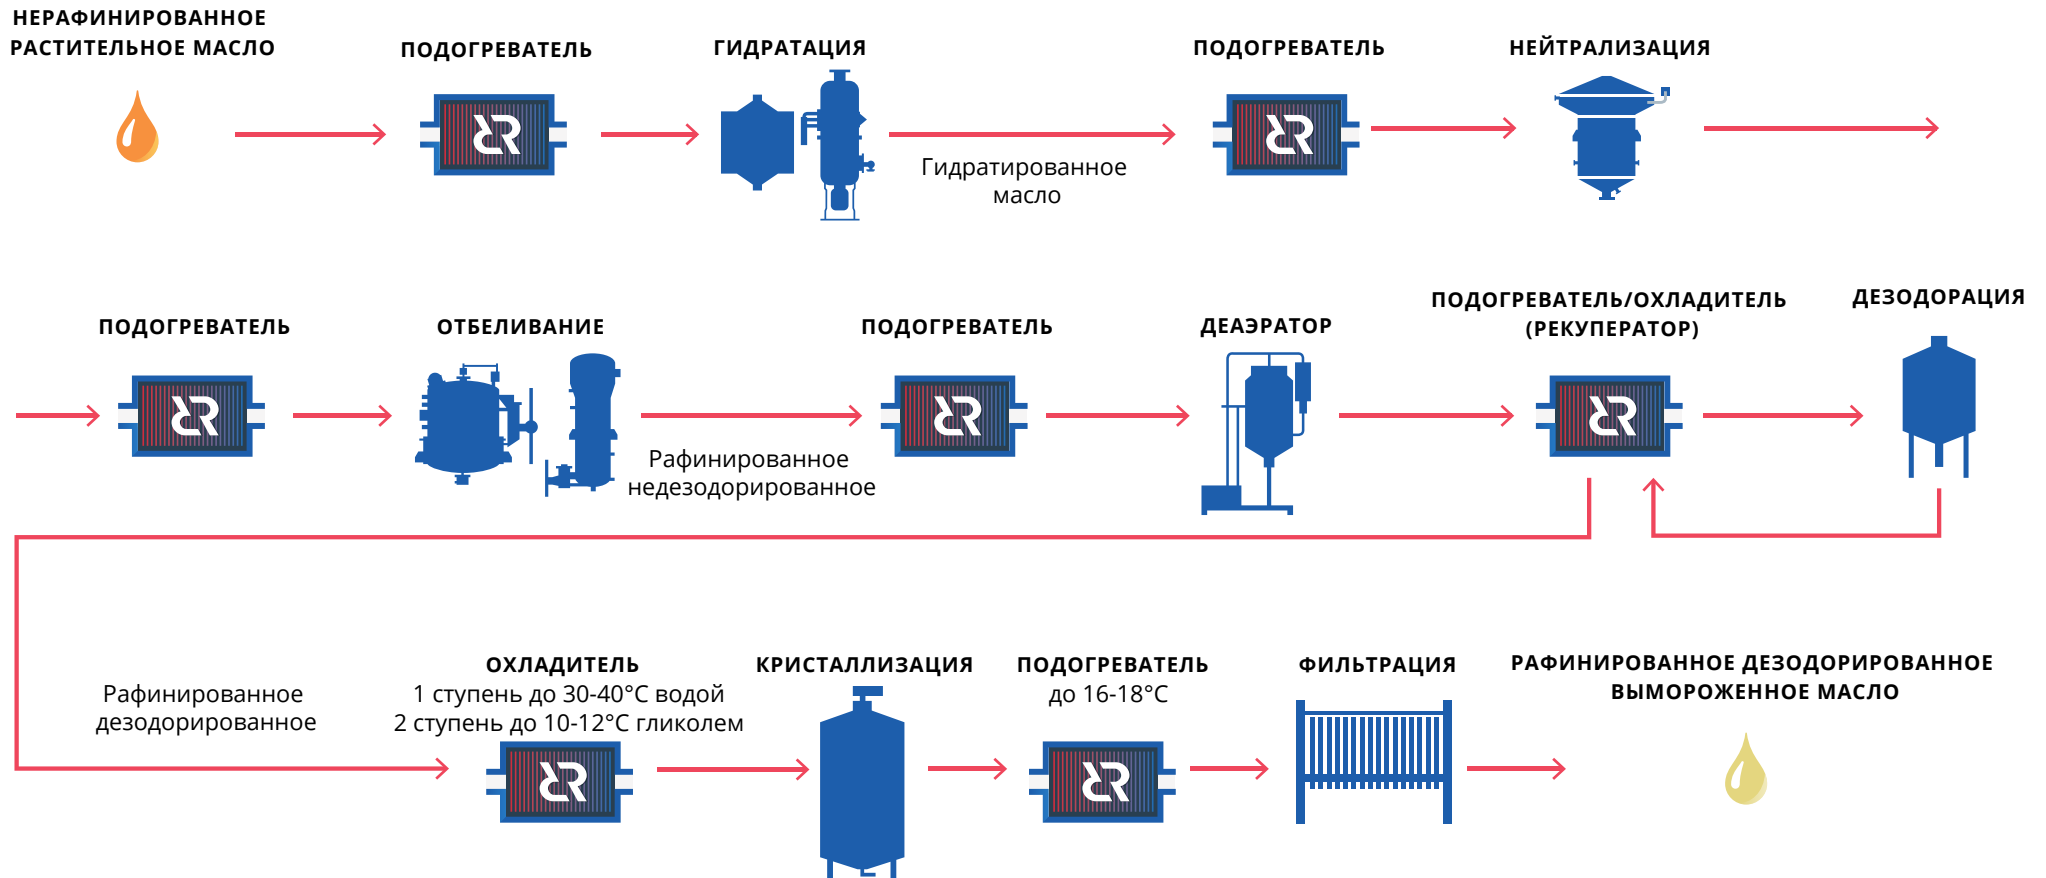 НЕРАФИНИРОВАННОЕ
РАСТИТЕЛЬНОЕ МАСЛО
ПОДОГРЕВАТЕЛЬ
ГИДРАТАЦИЯ
Гидратированное
масло
ПОДОГРЕВАТЕЛЬ
НЕЙТРАЛИЗАЦИЯ
ПОДОГРЕВАТЕЛЬ
ОТБЕЛИВАНИЕ
Рафинированное
недезодорированное
ПОДОГРЕВАТЕЛЬ
ДЕАЭРАТОР
ПОДОГРЕВАТЕЛЬ/ОХЛАДИТЕЛЬ
(РЕКУПЕРАТОР)
ДЕЗОДОРАЦИЯ
Рафинированное
дезодорированное
ОХЛАДИТЕЛЬ
1 ступень до 30-40°C водой
2 ступень до 10-12°C гликолем
КРИСТАЛЛИЗАЦИЯ
ПОДОГРЕВАТЕЛЬ
до 16-18°C
ФИЛЬТРАЦИЯ
РАФИНИРОВАННОЕ ДЕЗОДОРИРОВАННОЕ
ВЫМОРОЖЕННОЕ МАСЛО